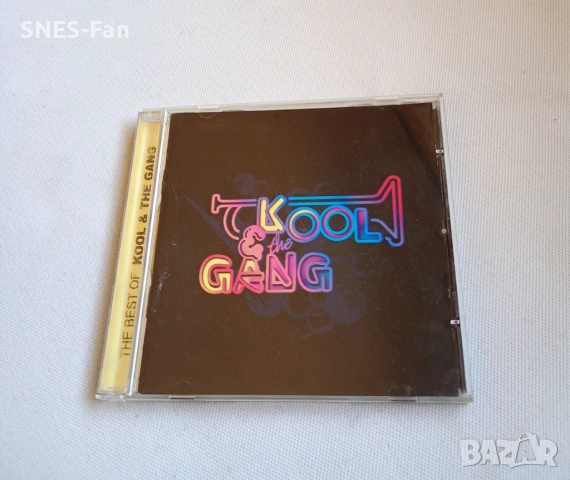 SNES-Fan
THE BEST OF KOOL & THE GANG
KOOL
& the
GANG
BAZAR